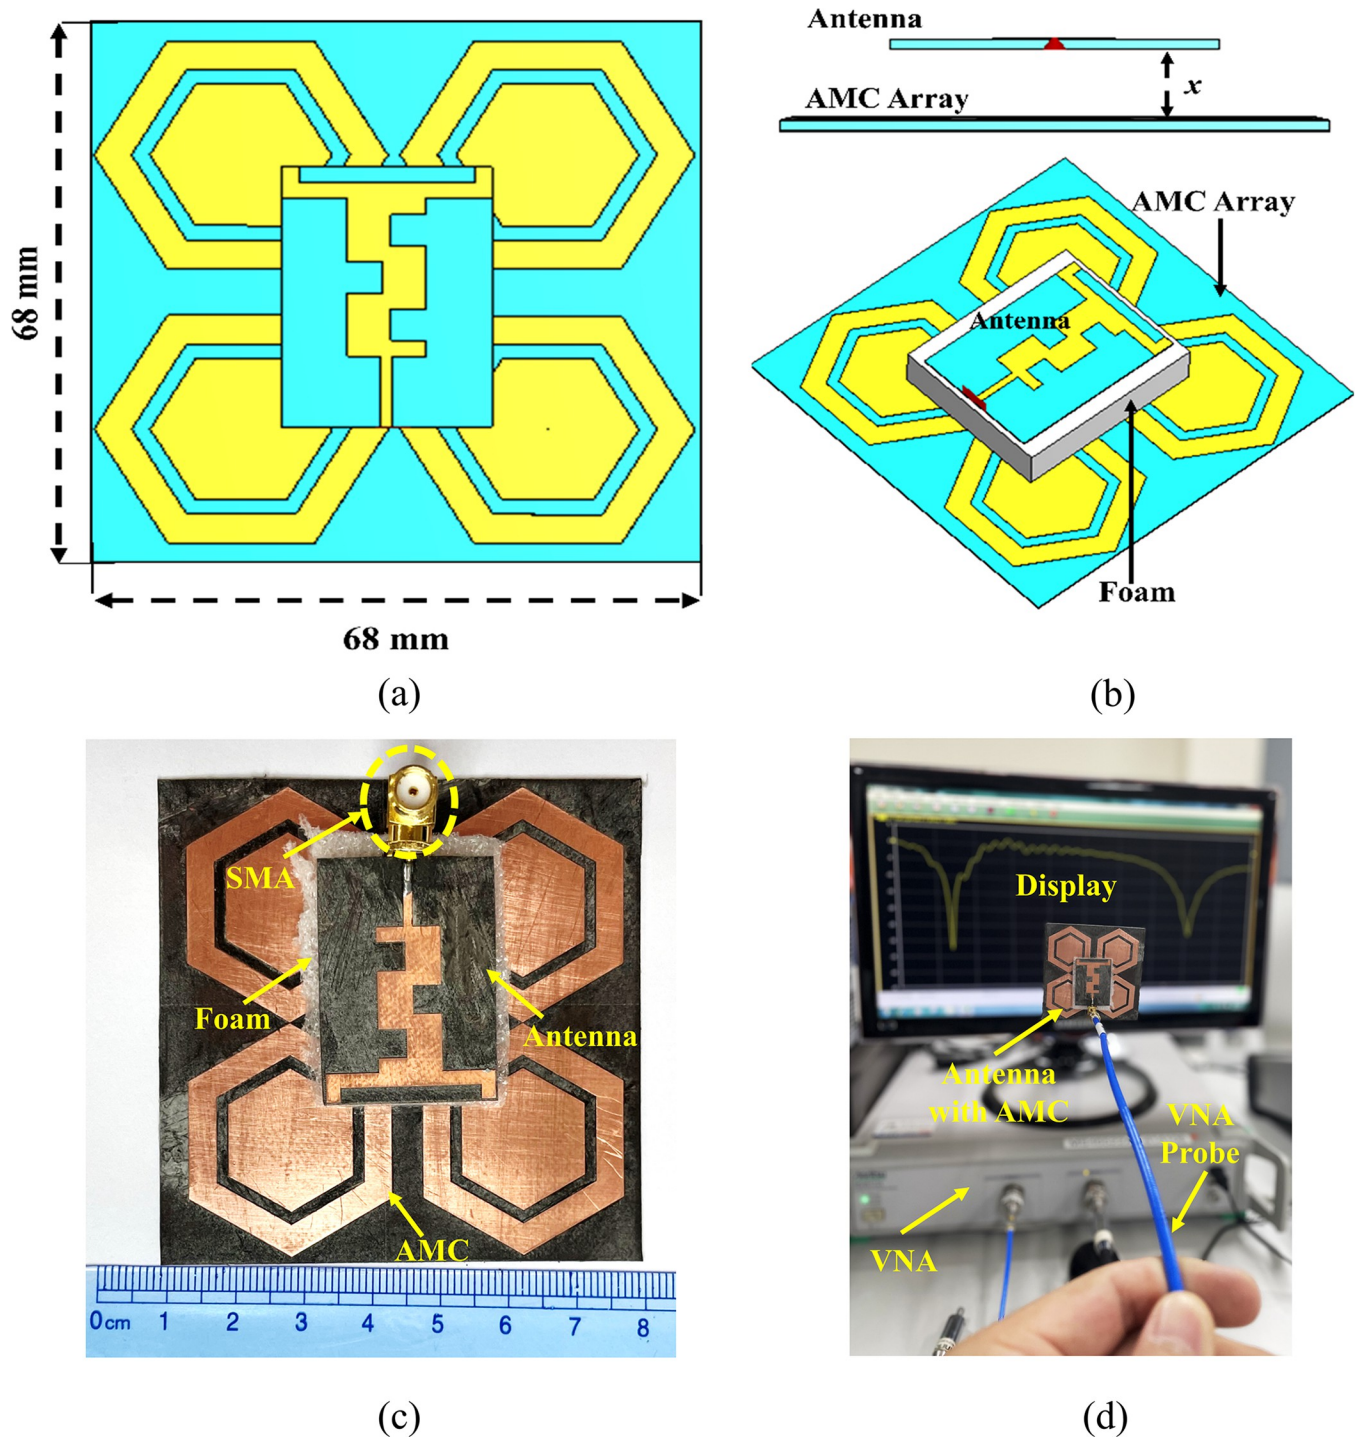 68 mm
68 mm
(a)
Antenna
x
AMC Array
AMC Array
Antenna
Foam
(b)
SMA
Foam
Antenna
AMC
0cm 1 2 3 4 5 6 7 8
(c)
Display
Antenna
with AMC
VNA
Probe
VNA
(d)